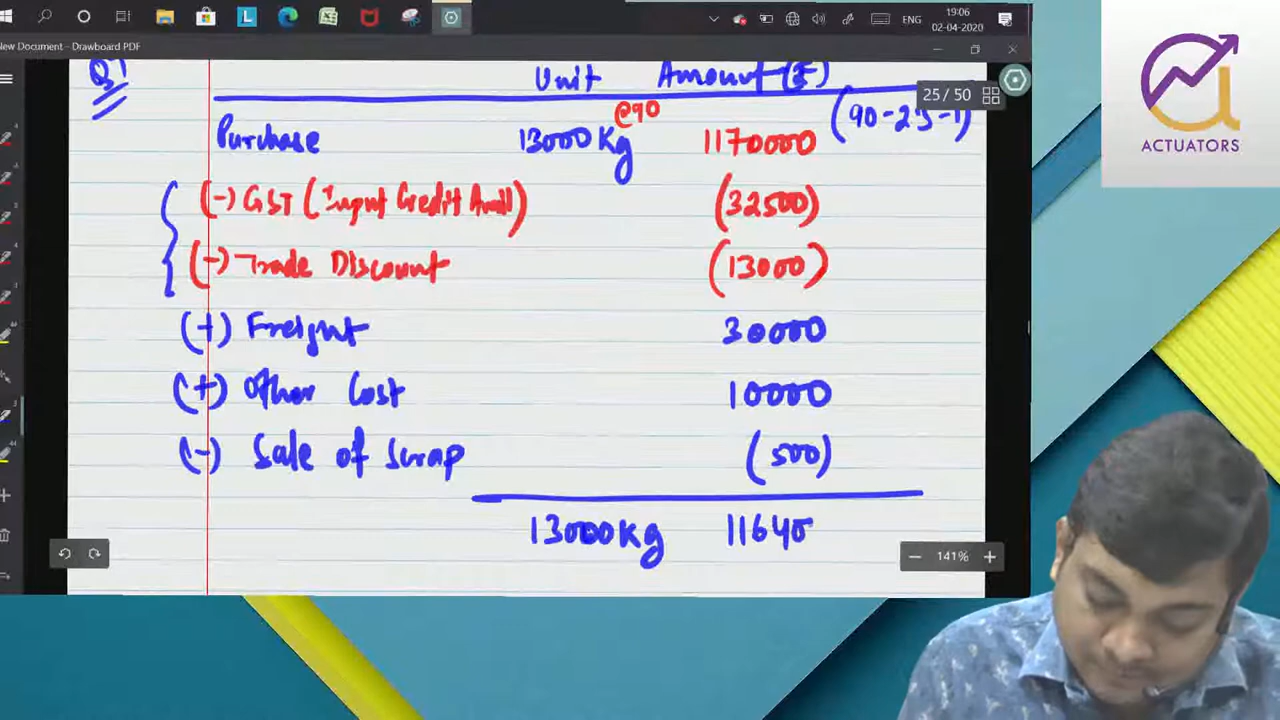 19:06
ENG
02-04-2020
New Document - Drawboard PDF
Q1
Unit Amount (₹)
25 / 50
@90
(90-2.5-1)
Purchase 13000 Kg 1170000
(-) GST (Input Credit Avail) (32500)
(-) Trade Discount (13000)
(+) Freight 30000
(+) Other Cost 10000
(-) Sale of Scrap (500)
13000 Kg 11640
141%
ACTUATORS